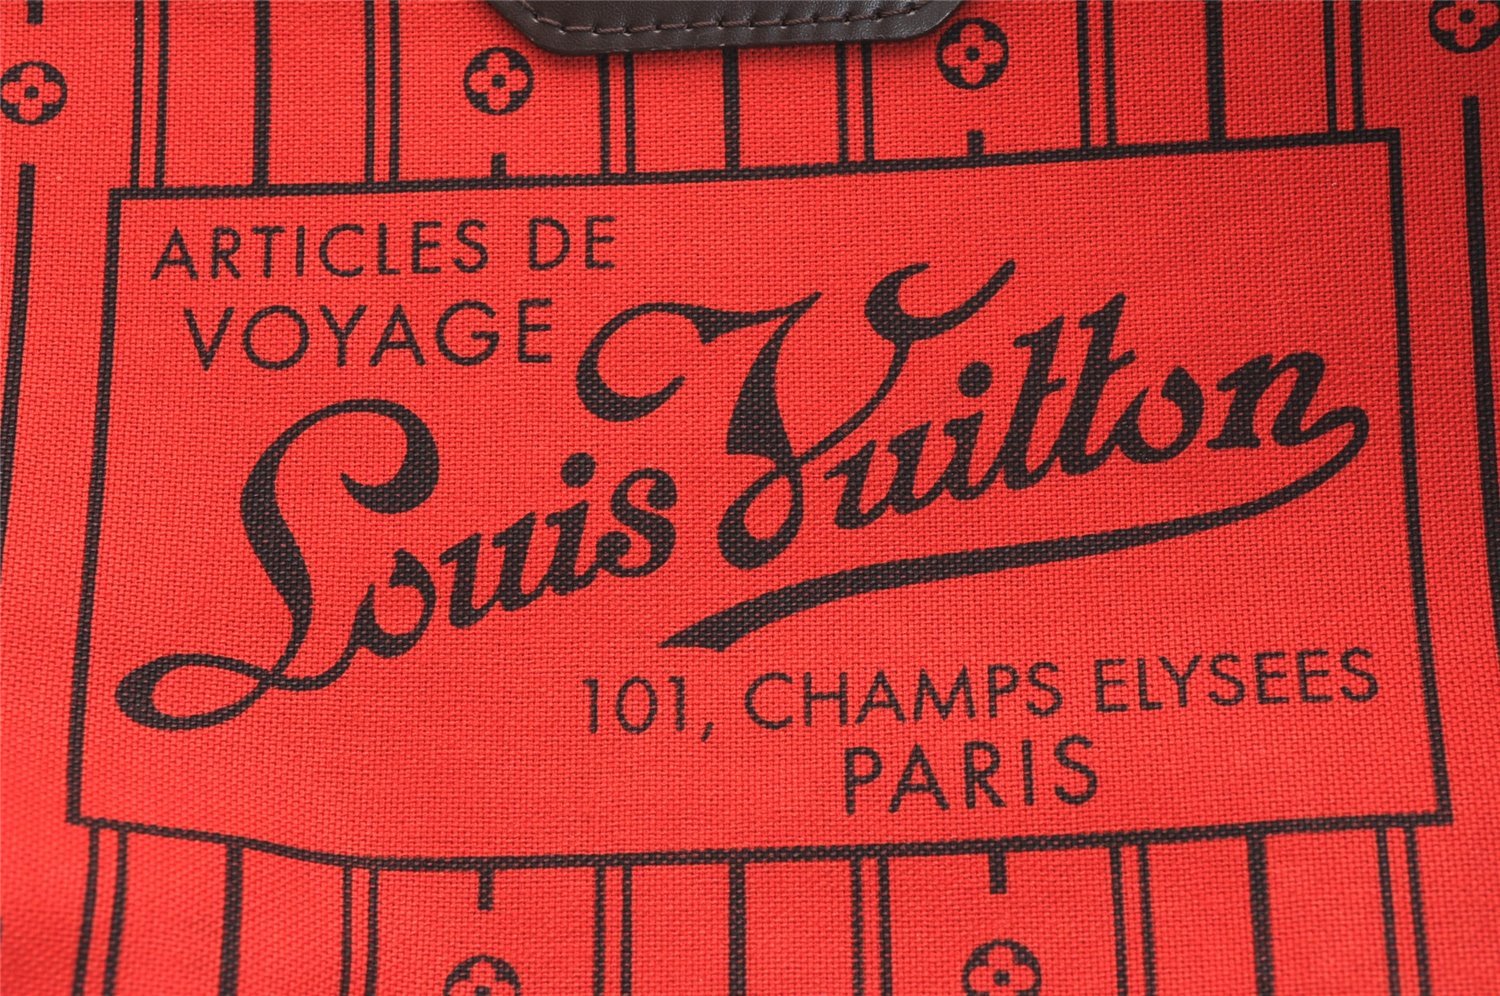 ARTICLES DE
VOYAGE
Louis Vuitton
101, CHAMPS ELYSEES
PARIS